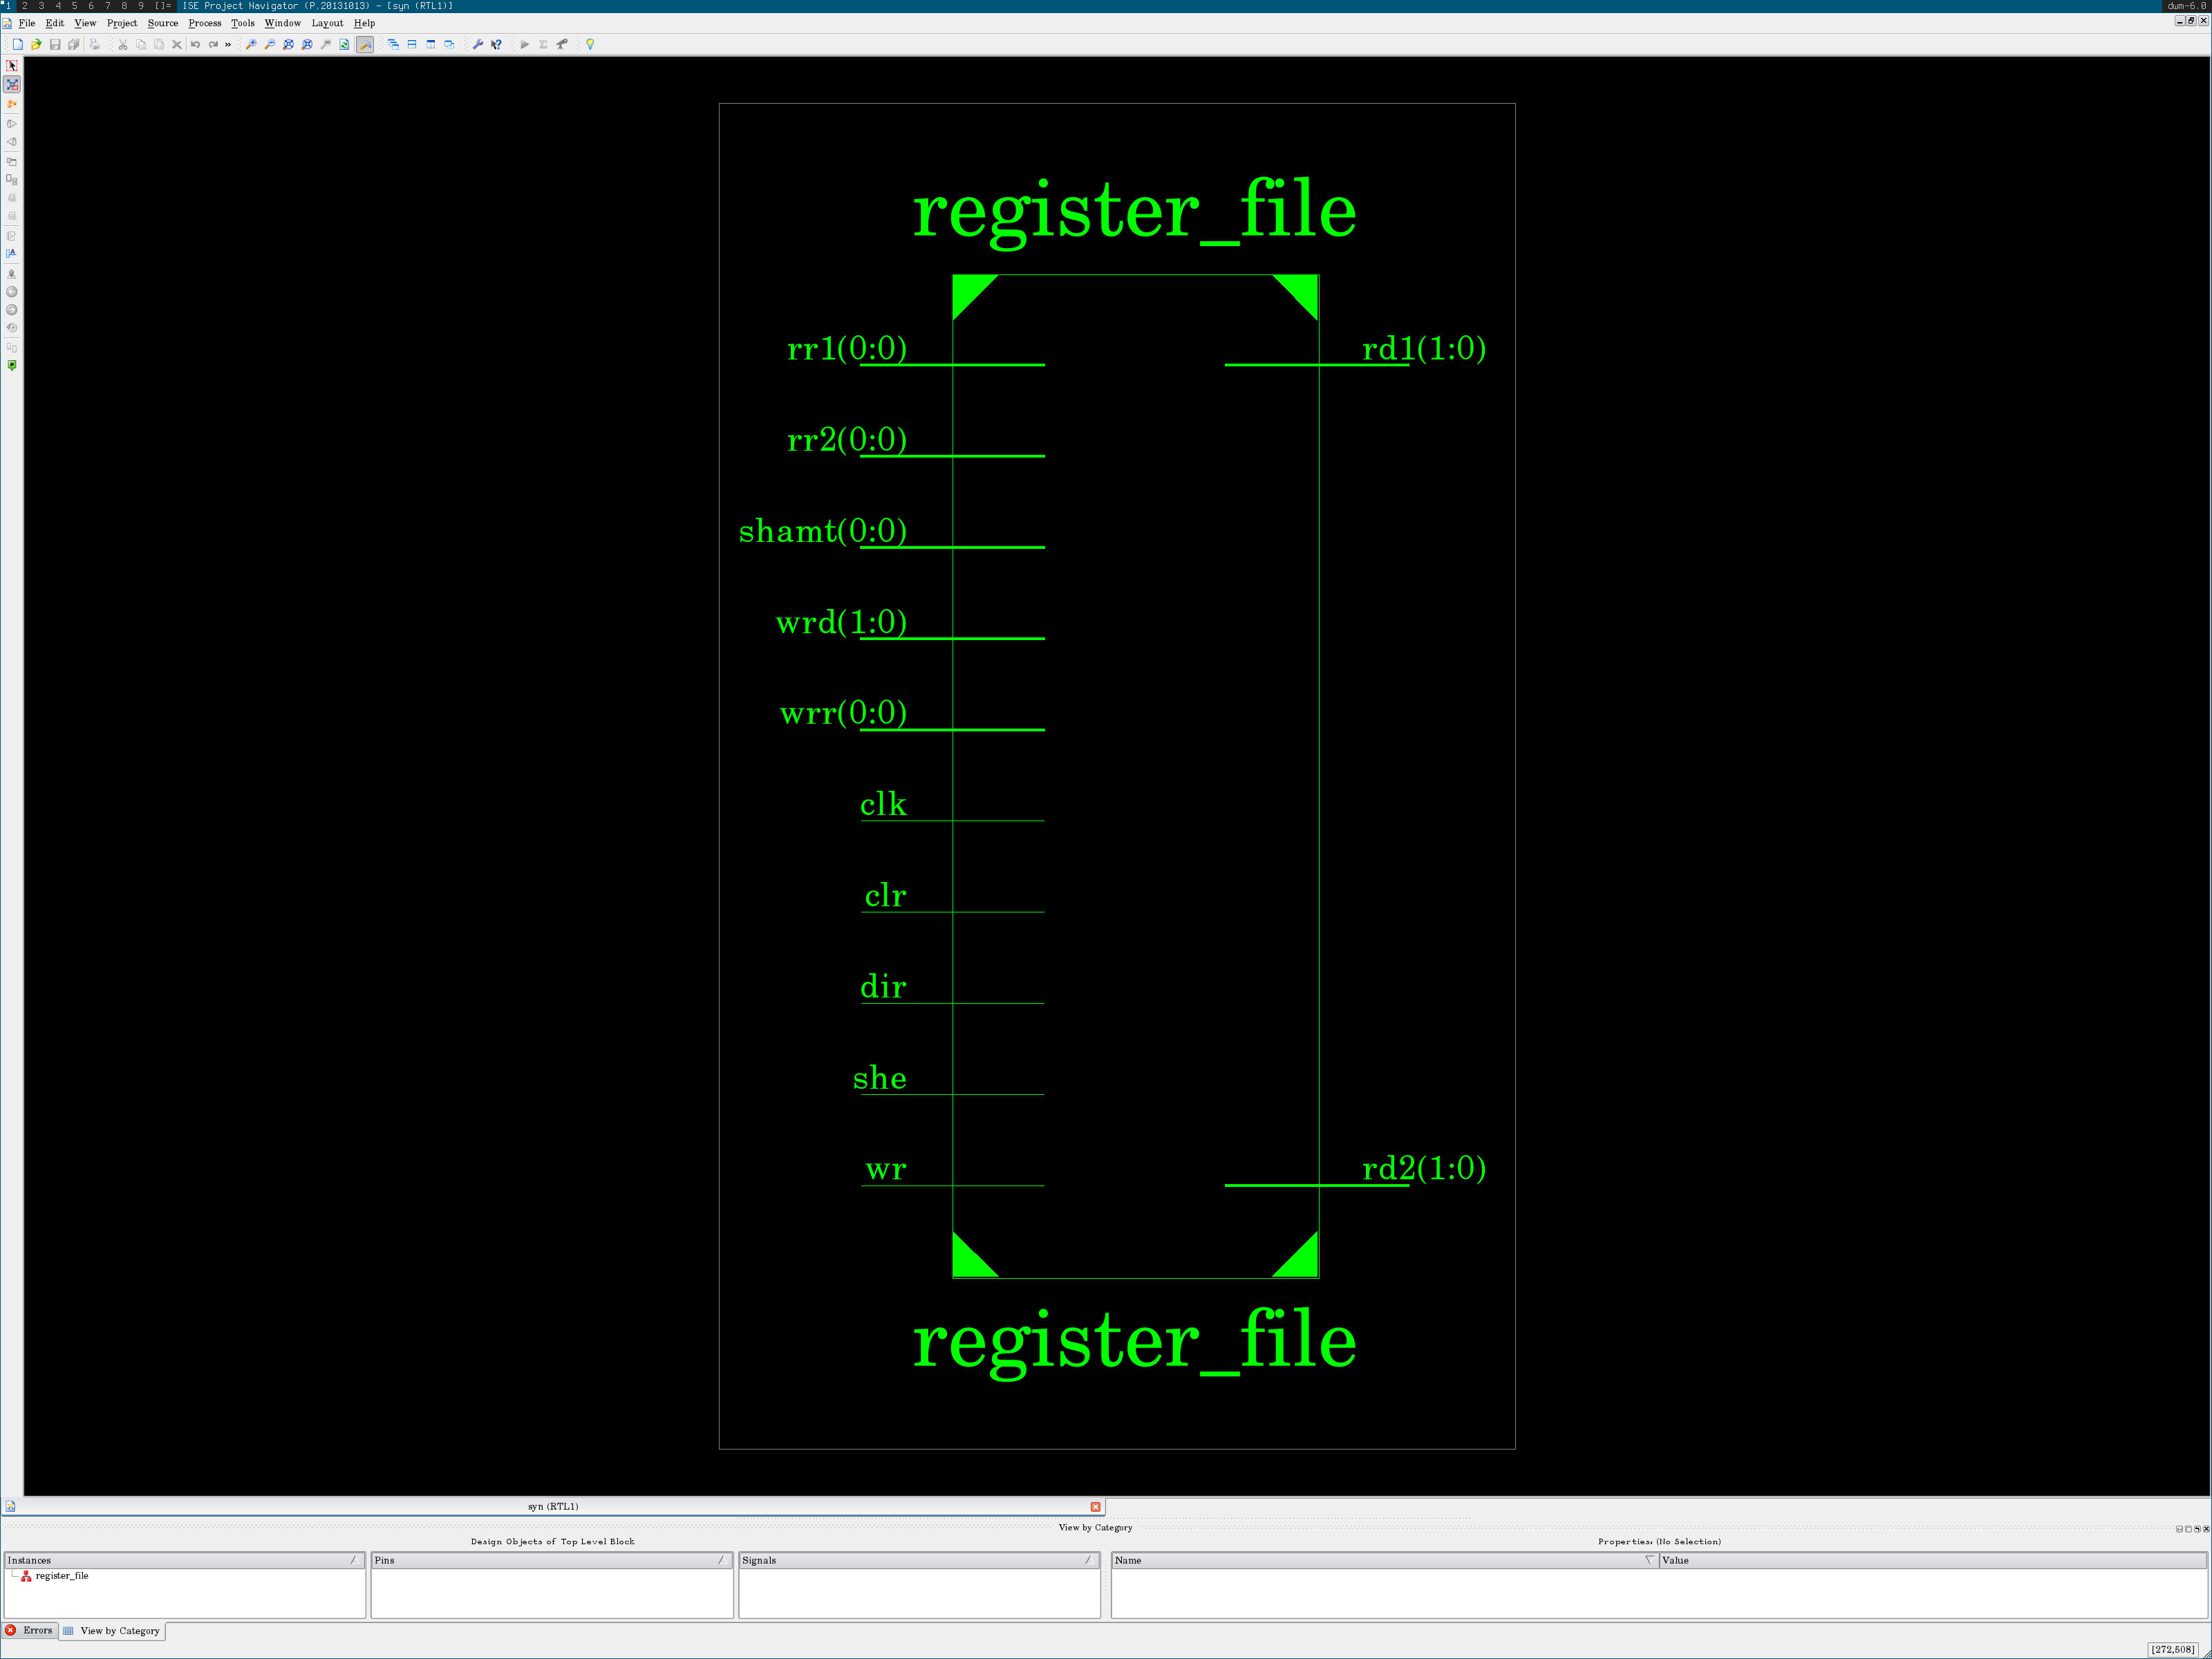 1 2 3 4 5 6 7 8 9 []= ISE Project Navigator (P.20131013) - [syn (RTL1)] dwm-6.0
File Edit View Project Source Process Tools Window Layout Help
register_file
rr1(0:0) rd1(1:0)
rr2(0:0)
shamt(0:0)
wrd(1:0)
wrr(0:0)
clk
clr
dir
she
wr rd2(1:0)
register_file
syn (RTL1)
View by Category
Design Objects of Top Level Block Properties: (No Selection)
Instances Pins Signals Name Value
register_file
Errors View by Category
[272,508]